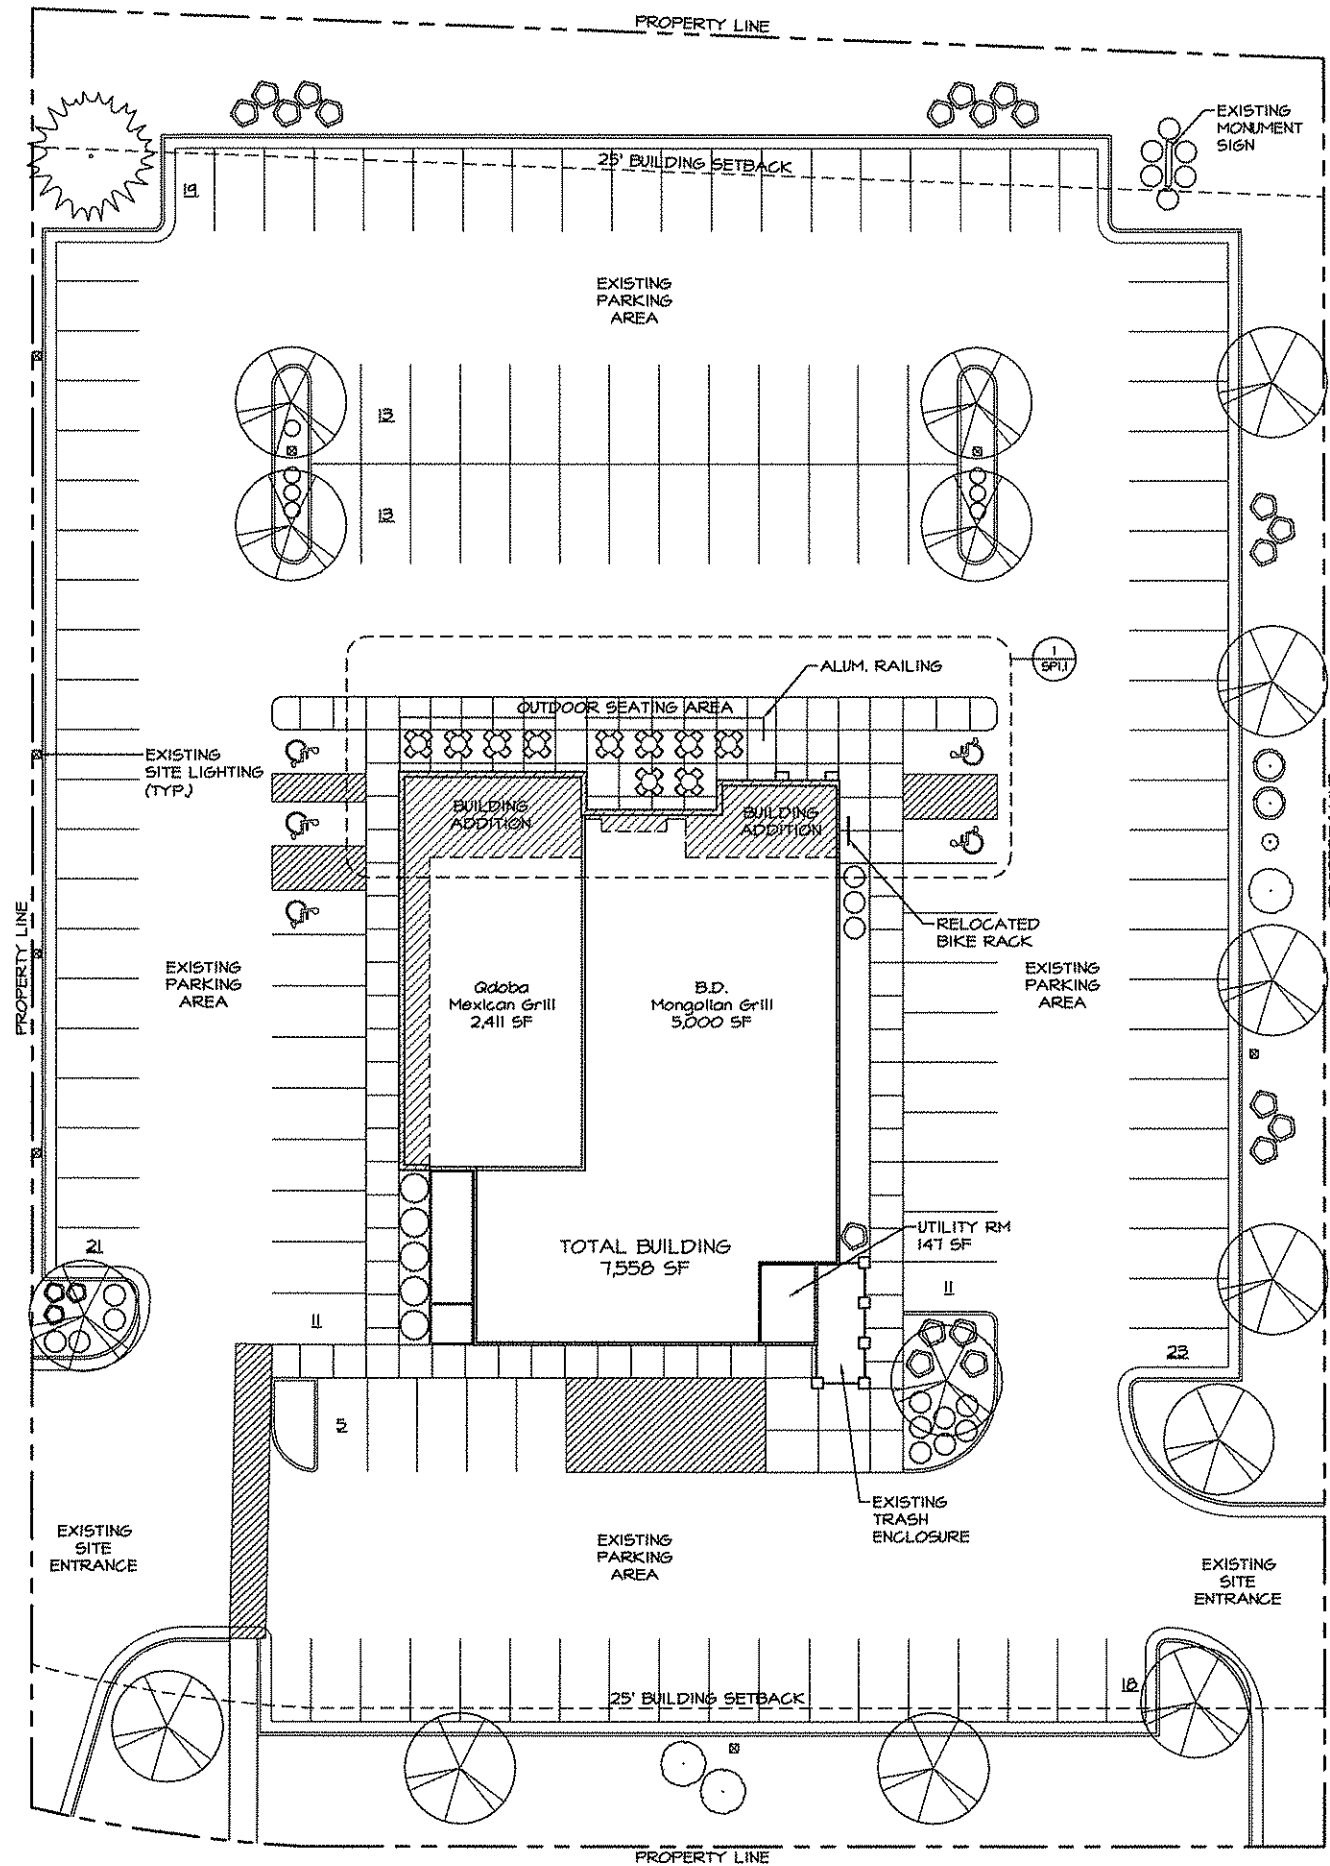 PROPERTY LINE
EXISTING
MONUMENT
SIGN
25' BUILDING SETBACK
19
EXISTING
PARKING
AREA
13
13
1
SP1.1
ALUM. RAILING
OUTDOOR SEATING AREA
EXISTING
SITE LIGHTING
(TYP.)
BUILDING
ADDITION
BUILDING
ADDITION
RELOCATED
BIKE RACK
PROPERTY LINE
EXISTING
PARKING
AREA
Qdoba
Mexican Grill
2,411 SF
B.D.
Mongolian Grill
5,000 SF
EXISTING
PARKING
AREA
UTILITY RM
147 SF
21
TOTAL BUILDING
7,558 SF
11
11
23
5
EXISTING
TRASH
ENCLOSURE
EXISTING
SITE
ENTRANCE
EXISTING
PARKING
AREA
EXISTING
SITE
ENTRANCE
18
25' BUILDING SETBACK
PROPERTY LINE